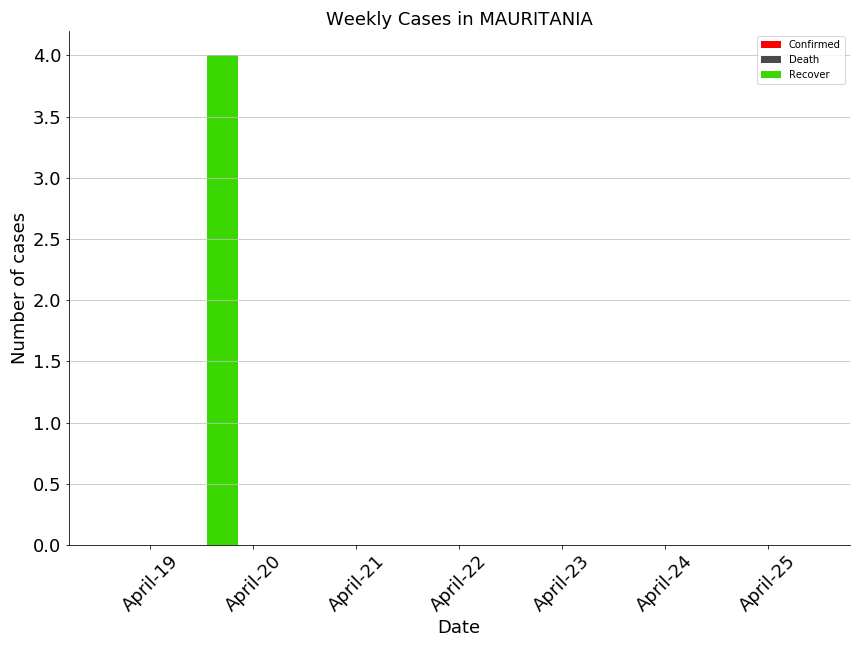 Weekly Cases in MAURITANIA
Confirmed
Death
Recover
Number of cases
4.0
3.5
3.0
2.5
2.0
1.5
1.0
0.5
0.0
April-19
April-20
April-21
April-22
April-23
April-24
April-25
Date